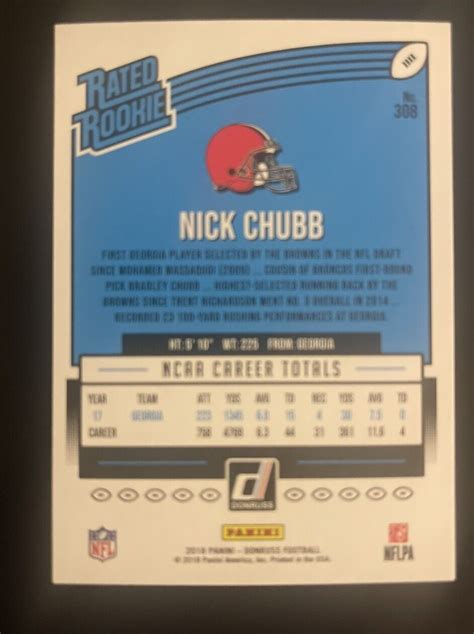 RATED
ROOKIE
No.
308
NICK CHUBB
FIRST GEORGIA PLAYER SELECTED BY THE BROWNS IN THE NFL DRAFT
SINCE MOHAMED MASSAQUOI ... COUSIN OF BRONCOS FIRST-ROUND
PICK BRADLEY CHUBB ... HIGHEST-SELECTED RUNNING BACK BY THE
BROWNS SINCE TRENT RICHARDSON WENT NO. 3 OVERALL IN ...
RECORDED 23 100-YARD RUSHING PERFORMANCES AT GEORGIA.
HT: 5' 10" WT: 225 FROM: GEORGIA
NCAA CAREER TOTALS
YEAR TEAM ATT YDS AVG TD REC YDS AVG TD
17 GEORGIA 223 1345 6.0 15 4 30 7.5 0
CAREER 758 4769 6.3 44 31 361 11.6 4
d
DONRUSS
PANINI
NFL
NFLPA
2018 PANINI - DONRUSS FOOTBALL
© 2018 Panini America, Inc. Printed in the USA.